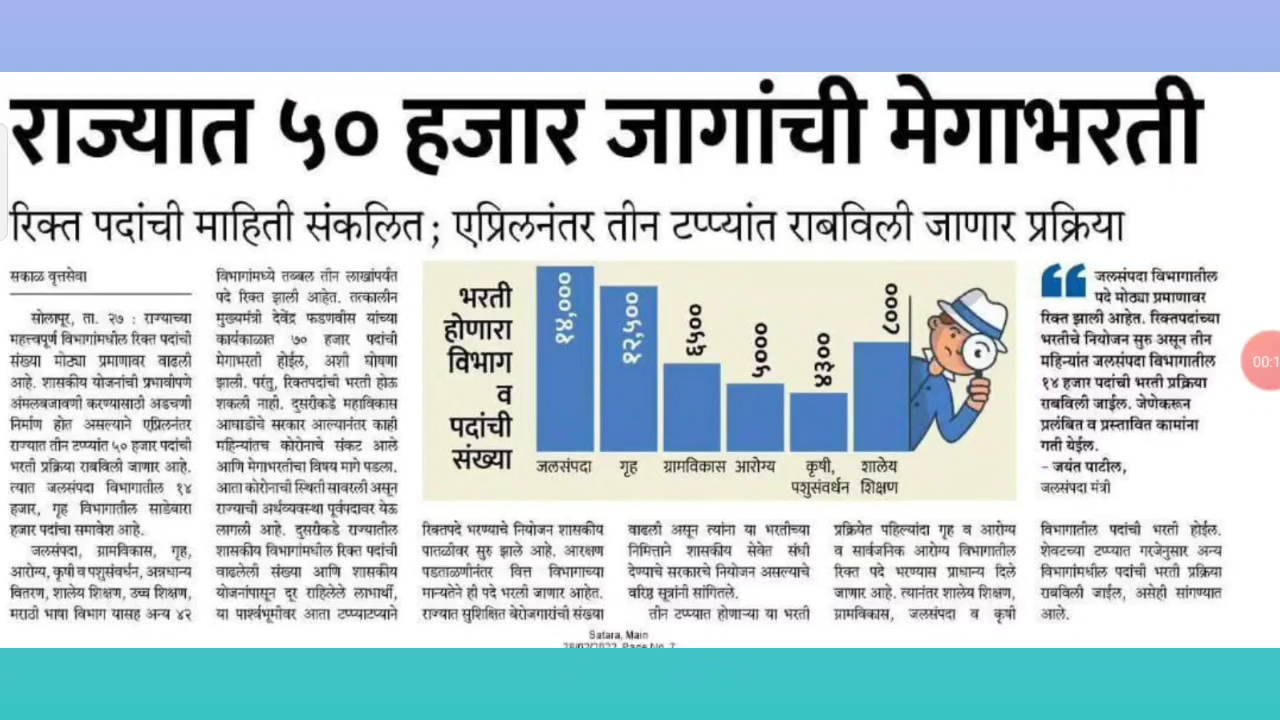 राज्यात ५० हजार जागांची मेगाभरती
रिक्त पदांची माहिती संकलित; एप्रिलनंतर तीन टप्प्यांत राबविली जाणार प्रक्रिया
सकाळ वृत्तसेवा
सोलापूर, ता. २७ : राज्याच्या
महत्त्वपूर्ण विभागांमधील रिक्त पदांची
संख्या मोठ्या प्रमाणावर वाढली
आहे. शासकीय योजनांची प्रभावीपणे
अंमलबजावणी करण्यासाठी अडचणी
निर्माण होत असल्याने एप्रिलनंतर
राज्यात तीन टप्प्यांत ५० हजार पदांची
भरती प्रक्रिया राबविली जाणार आहे.
त्यात जलसंपदा विभागातील १४
हजार, गृह विभागातील साडेबारा
हजार पदांचा समावेश आहे.
जलसंपदा, ग्रामविकास, गृह,
आरोग्य, कृषी व पशुसंवर्धन, अन्नधान्य
वितरण, शालेय शिक्षण, उच्च शिक्षण,
मराठी भाषा विभाग यासह अन्य ४२
विभागांमध्ये तब्बल तीन लाखांपर्यंत
पदे रिक्त झाली आहेत. तत्कालीन
मुख्यमंत्री देवेंद्र फडणवीस यांच्या
कार्यकाळात ७० हजार पदांची
मेगाभरती होईल, अशी घोषणा
झाली. परंतु, रिक्तपदांची भरती होऊ
शकली नाही. दुसरीकडे महाविकास
आघाडीचे सरकार आल्यानंतर काही
महिन्यांतच कोरोनाचे संकट आले
आणि मेगाभरतीचा विषय मागे पडला.
आता कोरोनाची स्थिती सावरली असून
राज्याची अर्थव्यवस्था पूर्वपदावर येऊ
लागली आहे. दुसरीकडे राज्यातील
शासकीय विभागांमधील रिक्त पदांची
वाढलेली संख्या आणि शासकीय
योजनांपासून दूर राहिलेले लाभार्थी,
या पार्श्वभूमीवर आता टप्प्याटप्प्याने
भरती
होणारा
विभाग
व
पदांची
संख्या
१४,०००
१२,५००
६५००
५०००
४३००
८०००
जलसंपदा गृह ग्रामविकास आरोग्य कृषी, शालेय
पशुसंवर्धन शिक्षण
रिक्तपदे भरण्याचे नियोजन शासकीय
पातळीवर सुरु झाले आहे. आरक्षण
पडताळणीनंतर वित्त विभागाच्या
मान्यतेने ही पदे भरली जाणार आहेत.
राज्यात सुशिक्षित बेरोजगारांची संख्या
वाढली असून त्यांना या भरतीच्या
निमित्ताने शासकीय सेवेत संधी
देण्याचे सरकारचे नियोजन असल्याचे
वरिष्ठ सूत्रांनी सांगितले.
तीन टप्प्यात होणाऱ्या या भरती
प्रक्रियेत पहिल्यांदा गृह व आरोग्य
व सार्वजनिक आरोग्य विभागातील
रिक्त पदे भरण्यास प्राधान्य दिले
जाणार आहे. त्यानंतर शालेय शिक्षण,
ग्रामविकास, जलसंपदा व कृषी
“ जलसंपदा विभागातील
पदे मोठ्या प्रमाणावर
रिक्त झाली आहेत. रिक्तपदांच्या
भरतीचे नियोजन सुरु असून तीन
महिन्यांत जलसंपदा विभागातील
१४ हजार पदांची भरती प्रक्रिया
राबविली जाईल. जेणेकरून
प्रलंबित व प्रस्तावित कामांना
गती येईल.
- जयंत पाटील,
जलसंपदा मंत्री
विभागातील पदांची भरती होईल.
शेवटच्या टप्प्यात गरजेनुसार अन्य
विभागांमधील पदांची भरती प्रक्रिया
राबविली जाईल, असेही सांगण्यात
आले.
Satara, Main